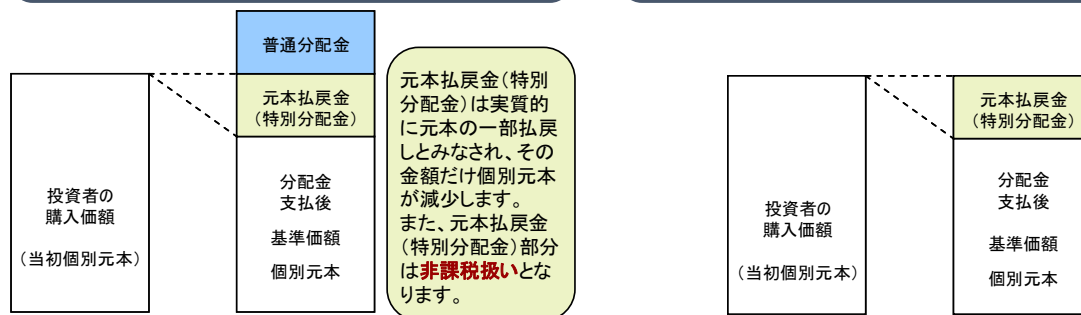 普通分配金
元本払戻金
(特別分配金)
投資者の
購入価額
(当初個別元本)
分配金
支払後
基準価額
個別元本
元本払戻金(特別
分配金)は実質的
に元本の一部払戻
しとみなされ、その
金額だけ個別元本
が減少します。
また、元本払戻金
(特別分配金)部分
は非課税扱いとな
ります。
投資者の
購入価額
(当初個別元本)
元本払戻金
(特別分配金)
分配金
支払後
基準価額
個別元本